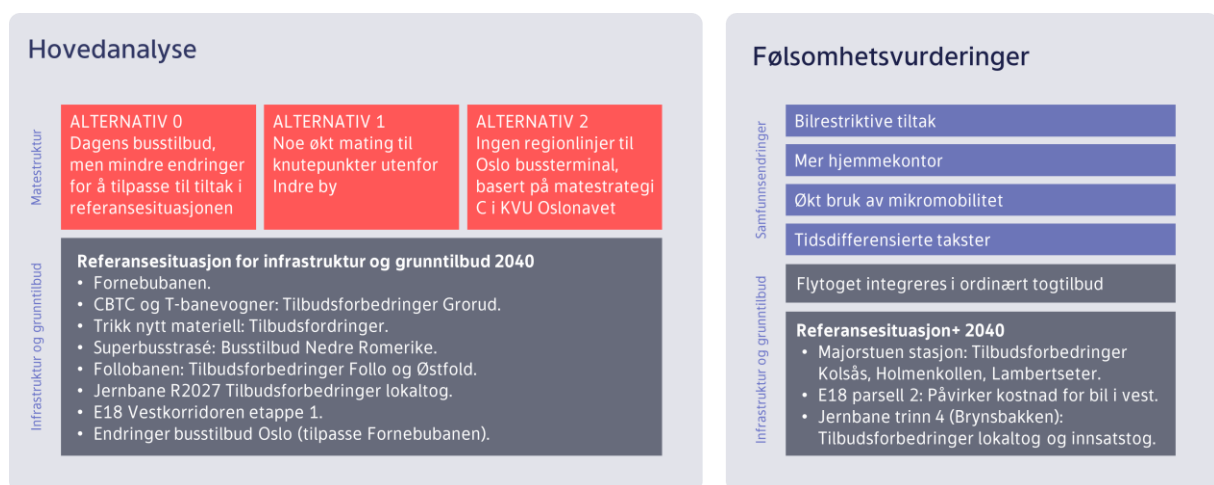 Hovedanalyse
Matestruktur
ALTERNATIV 0
Dagens busstilbud,
men mindre endringer
for å tilpasse til tiltak i
referansesituasjonen
ALTERNATIV 1
Noe økt mating til
knutepunkter utenfor
Indre by
ALTERNATIV 2
Ingen regionlinjer til
Oslo bussterminal,
basert på matestrategi
C i KVU Oslonavet
Infrastruktur og grunntilbud
Referansesituasjon for infrastruktur og grunntilbud 2040
• Fornebubanen.
• CBTC og T-banevogner: Tilbudsforbedringer Grorud.
• Trikk nytt materiell: Tilbudsfordringer.
• Superbusstrasé: Busstilbud Nedre Romerike.
• Follobanen: Tilbudsforbedringer Follo og Østfold.
• Jernbane R2027 Tilbudsforbedringer lokaltog.
• E18 Vestkorridoren etappe 1.
• Endringer busstilbud Oslo (tilpasse Fornebubanen).
Følsomhetsvurderinger
Samfunnsendringer
Bilrestriktive tiltak
Mer hjemmekontor
Økt bruk av mikromobilitet
Tidsdifferensierte takster
Infrastruktur og grunntilbud
Flytoget integreres i ordinært togtilbud
Referansesituasjon+ 2040
• Majorstuen stasjon: Tilbudsforbedringer
Kolsås, Holmenkollen, Lambertseter.
• E18 parsell 2: Påvirker kostnad for bil i vest.
• Jernbane trinn 4 (Brynsbakken):
Tilbudsforbedringer lokaltog og innsatstog.